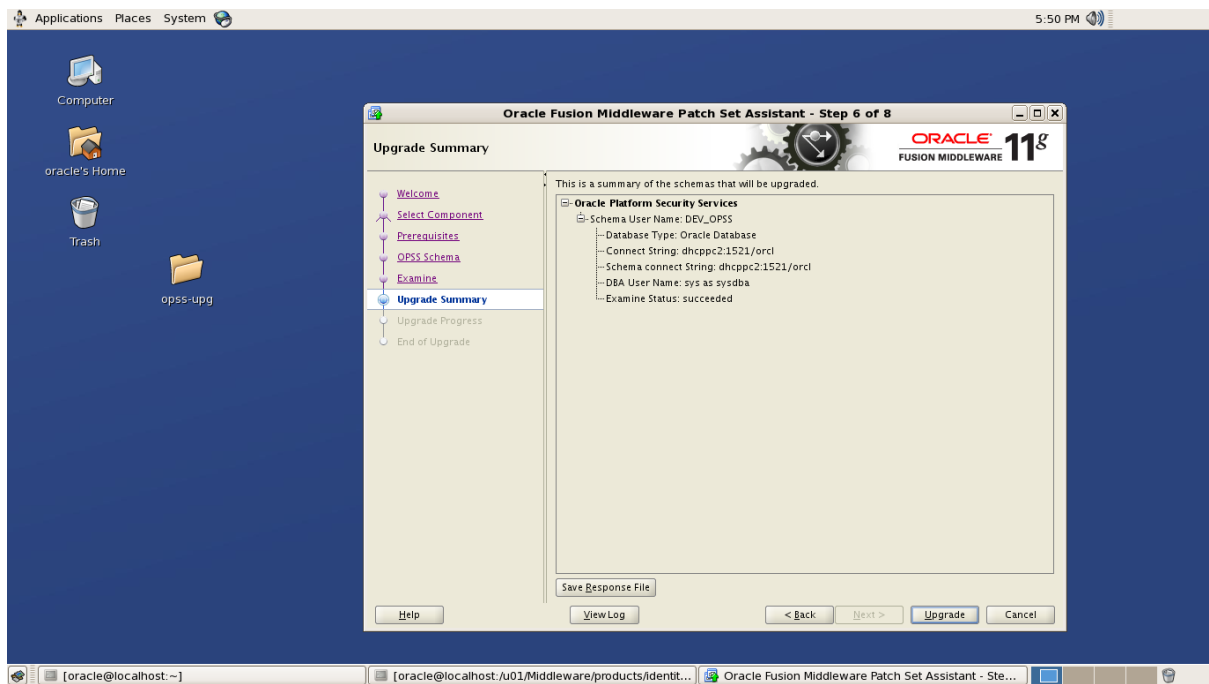 Applications Places System 5:50 PM
Computer
oracle's Home
Trash
opss-upg
Oracle Fusion Middleware Patch Set Assistant - Step 6 of 8
Upgrade Summary
ORACLE
FUSION MIDDLEWARE 11g
Welcome
Select Component
Prerequisites
OPSS Schema
Examine
Upgrade Summary
Upgrade Progress
End of Upgrade
This is a summary of the schemas that will be upgraded.
Oracle Platform Security Services
Schema User Name: DEV_OPSS
Database Type: Oracle Database
Connect String: dhcppc2:1521/orcl
Schema connect String: dhcppc2:1521/orcl
DBA User Name: sys as sysdba
Examine Status: succeeded
Save Response File
Help View Log < Back Next > Upgrade Cancel
[oracle@localhost:~] [oracle@localhost:/u01/Middleware/products/identit... Oracle Fusion Middleware Patch Set Assistant - Ste...